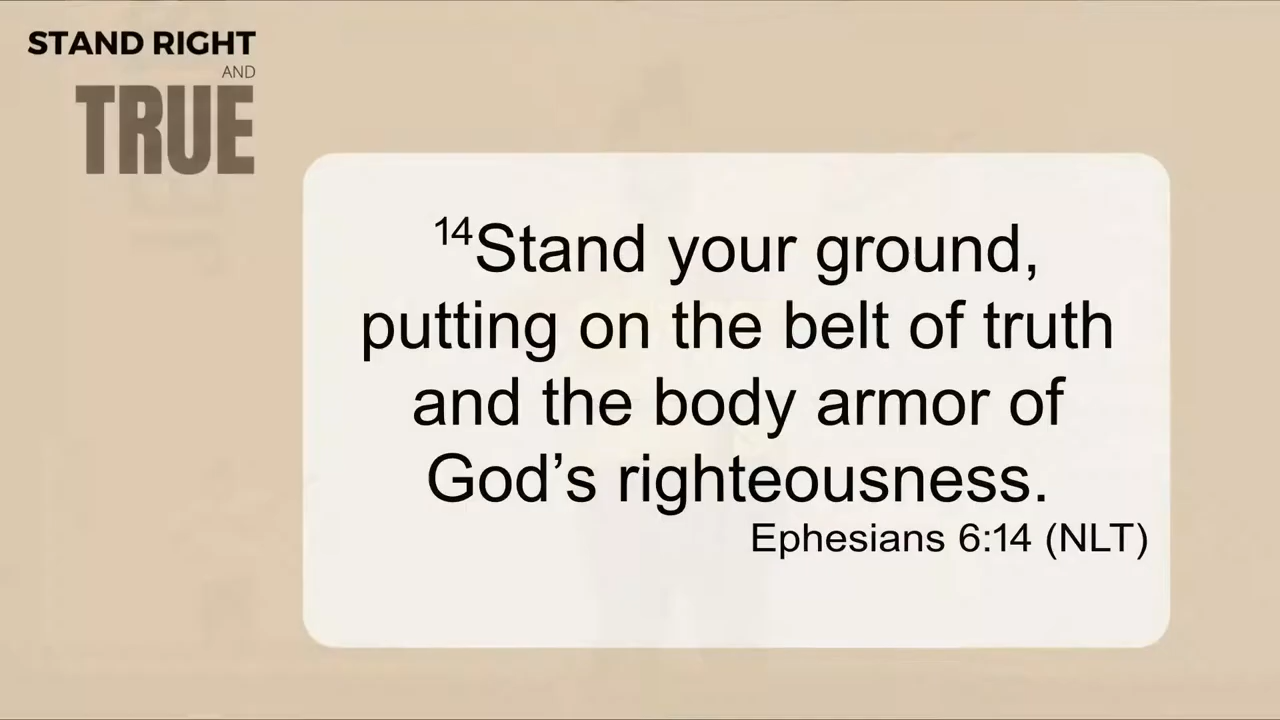 STAND RIGHT
AND
TRUE
14Stand your ground,
putting on the belt of truth
and the body armor of
God’s righteousness.
Ephesians 6:14 (NLT)